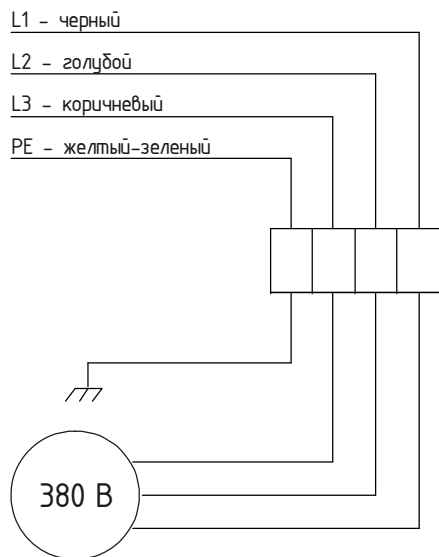 L1 – черный
L2 – голубой
L3 – коричневый
PE – желтый-зеленый
380 В